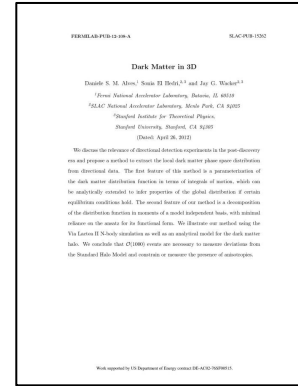 FERMILAB-PUB-12-109-A SLAC-PUB-15262
Dark Matter in 3D
Daniele S. M. Alves,¹ Sonia El Hedri,²,³ and Jay G. Wacker²,³
¹Fermi National Accelerator Laboratory, Batavia, IL 60510
²SLAC National Accelerator Laboratory, Menlo Park, CA 94025
³Stanford Institute for Theoretical Physics,
Stanford University, Stanford, CA 94305
(Dated: April 26, 2012)
We discuss the relevance of directional detection experiments in the post-discovery
era and propose a method to extract the local dark matter phase space distribution
from directional data. The first feature of this method is a parametrization of
the dark matter distribution function in terms of integrals of motion, which can
be analytically extended to infer properties of the global distribution if certain
equilibrium conditions hold. The second feature of our method is a decomposition
of the distribution function in moments of a model independent basis, with minimal
reliance on the ansatz for its functional form. We illustrate our method using the
Via Lactea II N-body simulation as well as an analytical model for the dark matter
halo. We conclude that O(1000) events are necessary to measure deviations from
the Standard Halo Model and constrain or measure the presence of anisotropies.
Work supported by US Department of Energy contract DE-AC02-76SF00515.